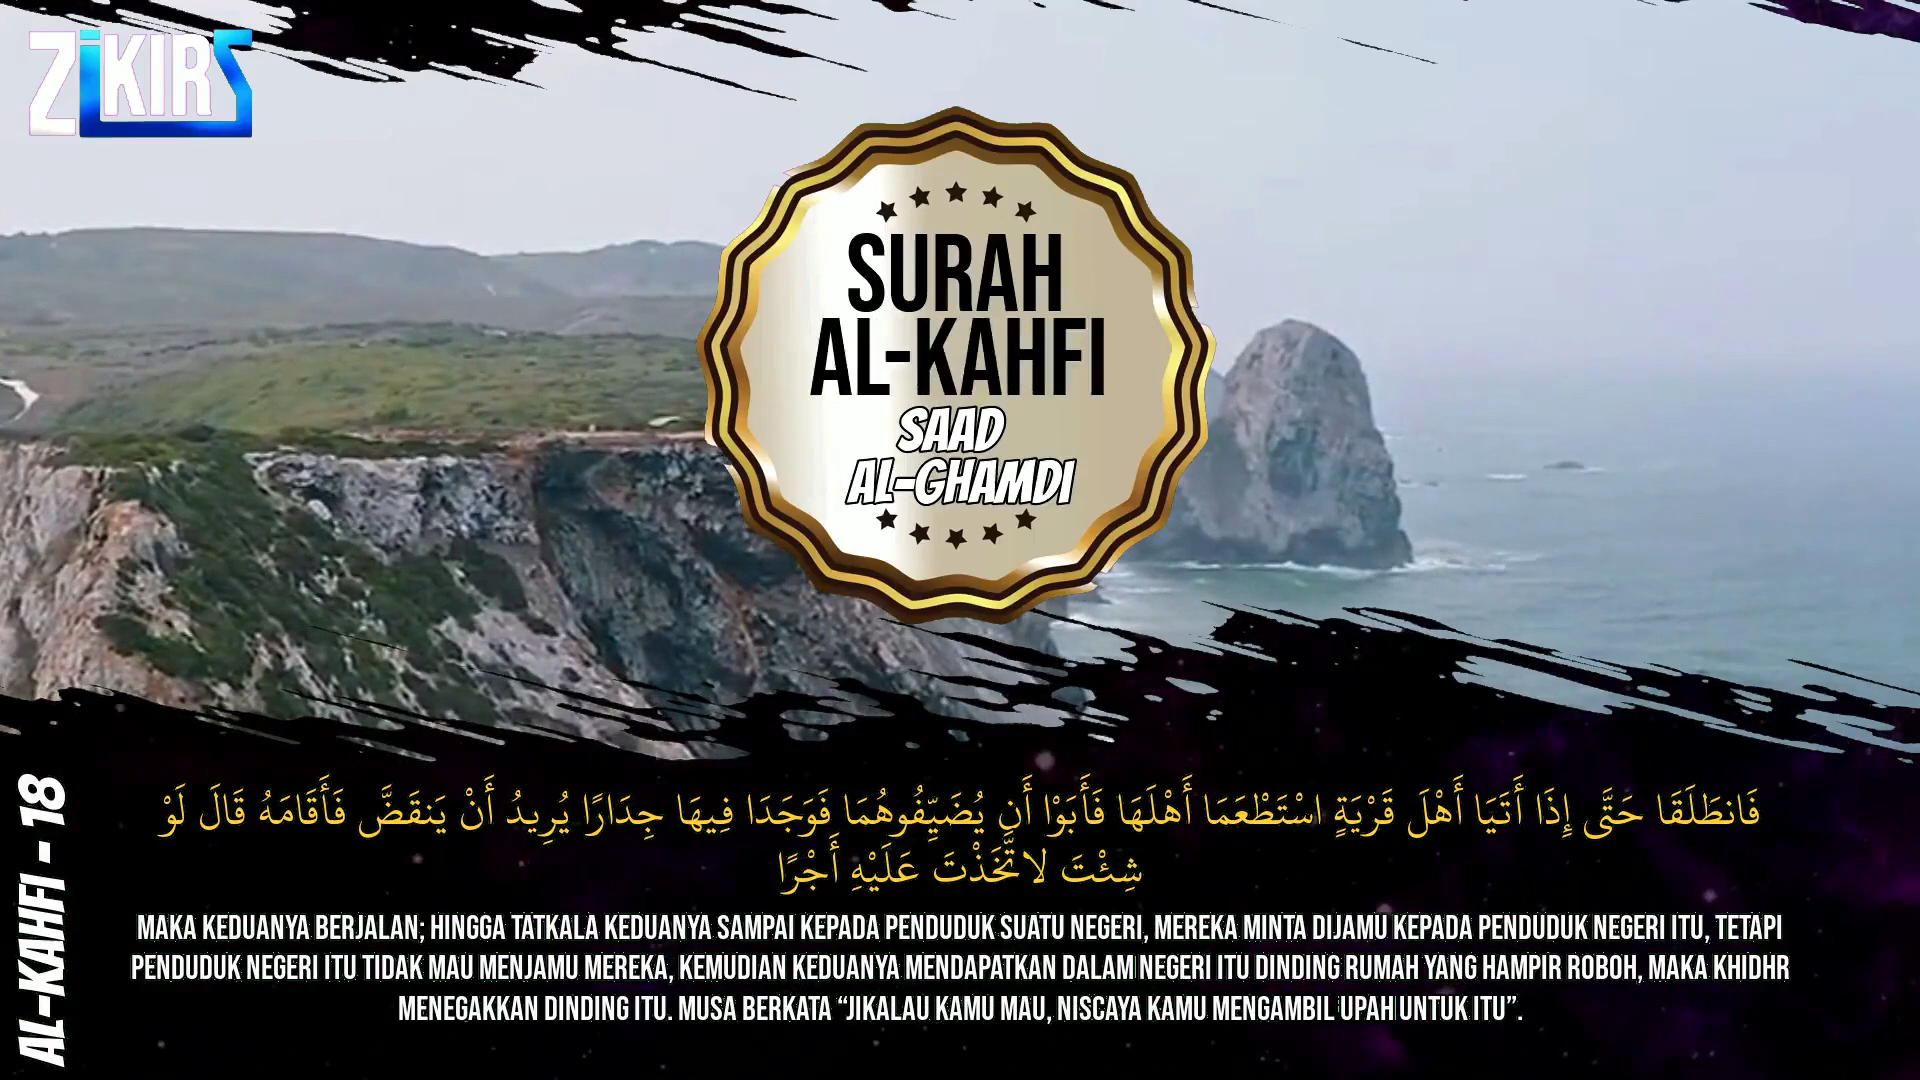 ZiKIRS
SURAH
AL-KAHFI
SAAD
AL-GHAMDI
AL-KAHFI - 18
فَانطَلَقَا حَتَّى إِذَا أَتَيَا أَهْلَ قَرْيَةٍ اسْتَطْعَمَا أَهْلَهَا فَأَبَوْا أَن يُضَيِّفُوهُمَا فَوَجَدَا فِيهَا جِدَارًا يُرِيدُ أَنْ يَنقَضَّ فَأَقَامَهُ قَالَ لَوْ
شِئْتَ لاتَّخَذْتَ عَلَيْهِ أَجْرًا
MAKA KEDUANYA BERJALAN; HINGGA TATKALA KEDUANYA SAMPAI KEPADA PENDUDUK SUATU NEGERI, MEREKA MINTA DIJAMU KEPADA PENDUDUK NEGERI ITU, TETAPI
PENDUDUK NEGERI ITU TIDAK MAU MENJAMU MEREKA, KEMUDIAN KEDUANYA MENDAPATKAN DALAM NEGERI ITU DINDING RUMAH YANG HAMPIR ROBOH, MAKA KHIDHR
MENEGAKKAN DINDING ITU. MUSA BERKATA “JIKALAU KAMU MAU, NISCAYA KAMU MENGAMBIL UPAH UNTUK ITU”.